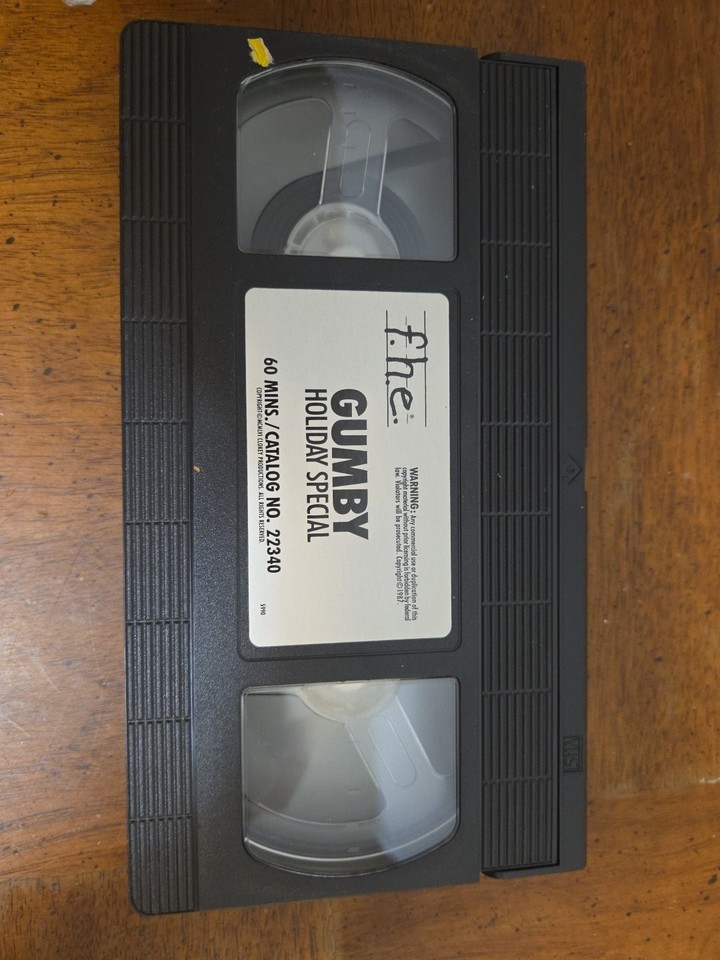 f.h.e.®
WARNING: Any commercial use or duplication of this
copyright material without prior licensing is forbidden by federal
law. Violators will be prosecuted. Copyright©1987.
GUMBY
HOLIDAY SPECIAL
60 MINS./CATALOG NO. 22340
COPYRIGHT©MCMLVI CLOKEY PRODUCTIONS. ALL RIGHTS RESERVED.
5990
VHS